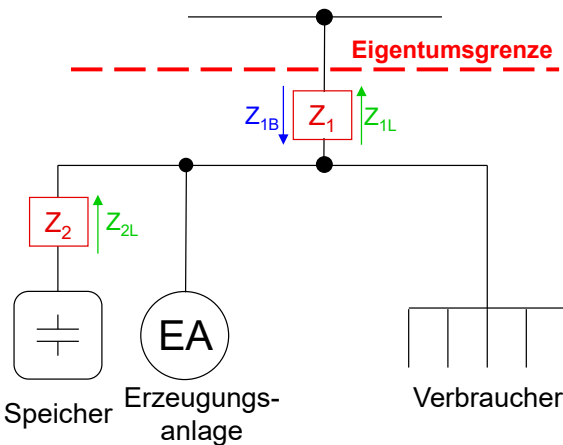 Eigentumsgrenze
Z1B Z1 Z1L
Z2 Z2L
EA
Speicher
Erzeugungs-
anlage
Verbraucher